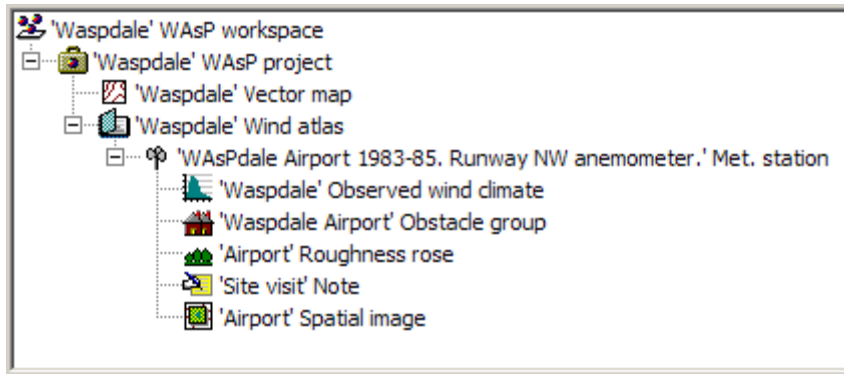 'Waspdale' WAsP workspace
'Waspdale' WAsP project
'Waspdale' Vector map
'Waspdale' Wind atlas
'WAsPdale Airport 1983-85. Runway NW anemometer.' Met. station
'Waspdale' Observed wind climate
'Waspdale Airport' Obstacle group
'Airport' Roughness rose
'Site visit' Note
'Airport' Spatial image